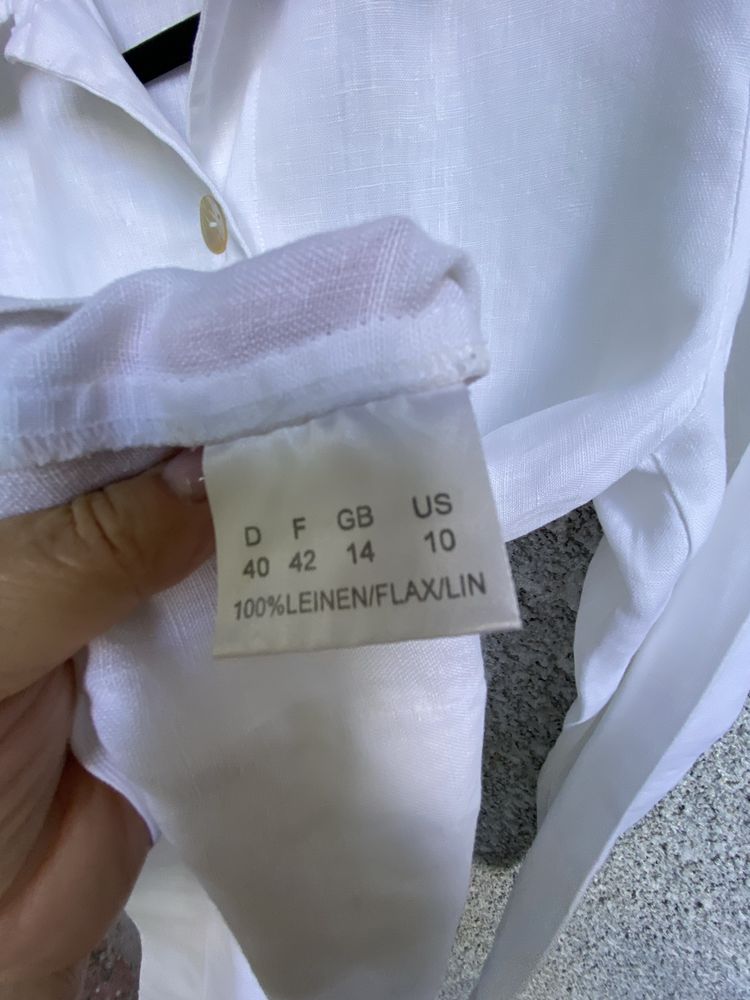 D F GB US
40 42 14 10
100%LEINEN/FLAX/LIN